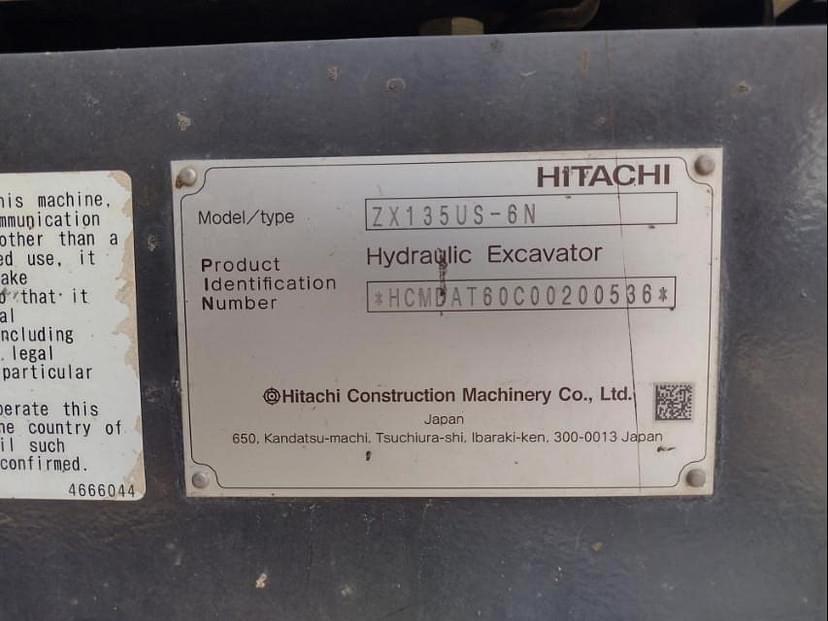 his machine,
mmunication
other than a
ed use, it
ake
o that it
al
ncluding
. legal
particular
perate this
he country of
il such
confirmed.
4666044
HITACHI
Model/type ZX135US-6N
Hydraulic Excavator
Product
Identification
Number *HCMDAT60C00200536*
Hitachi Construction Machinery Co., Ltd.
Japan
650, Kandatsu-machi, Tsuchiura-shi, Ibaraki-ken, 300-0013 Japan